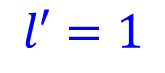 l′ = 1